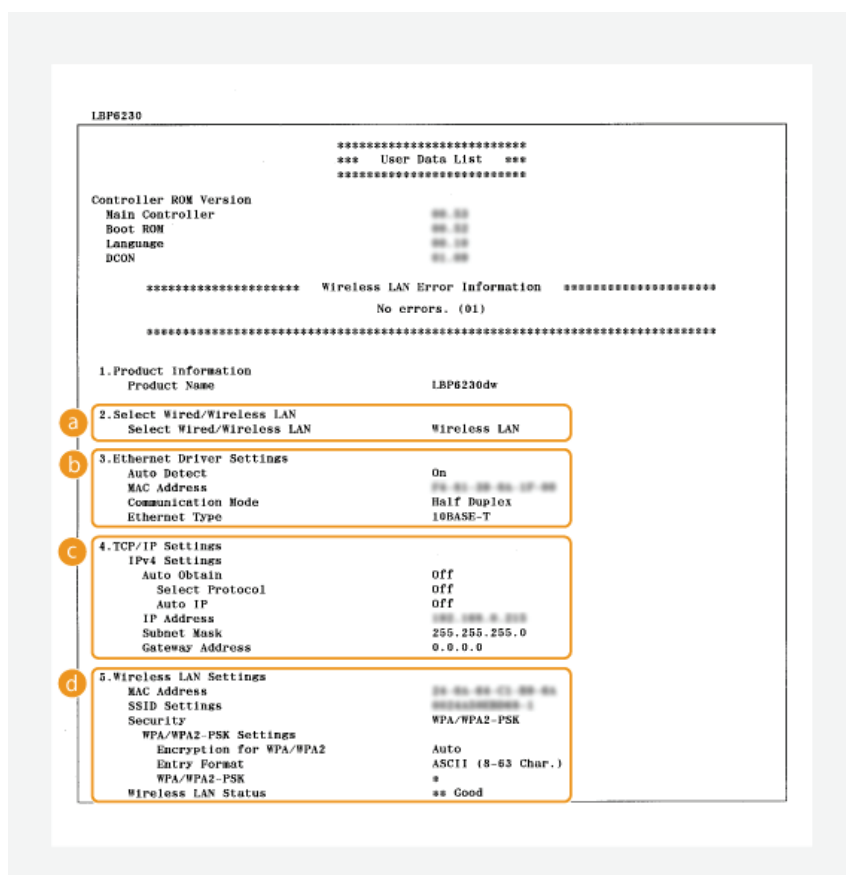 LBP6230
**************************
*** User Data List ***
**************************
Controller ROM Version
Main Controller
Boot ROM
Language
DCON
********************* Wireless LAN Error Information *********************
No errors. (01)
******************************************************************************
1.Product Information
Product Name LBP6230dw
a
2.Select Wired/Wireless LAN
Select Wired/Wireless LAN Wireless LAN
b
3.Ethernet Driver Settings
Auto Detect On
MAC Address
Communication Mode Half Duplex
Ethernet Type 10BASE-T
c
4.TCP/IP Settings
IPv4 Settings
Auto Obtain Off
Select Protocol Off
Auto IP Off
IP Address
Subnet Mask 255.255.255.0
Gateway Address 0.0.0.0
d
5.Wireless LAN Settings
MAC Address
SSID Settings
Security WPA/WPA2-PSK
WPA/WPA2-PSK Settings
Encryption for WPA/WPA2 Auto
Entry Format ASCII (8-63 Char.)
WPA/WPA2-PSK *
Wireless LAN Status ** Good